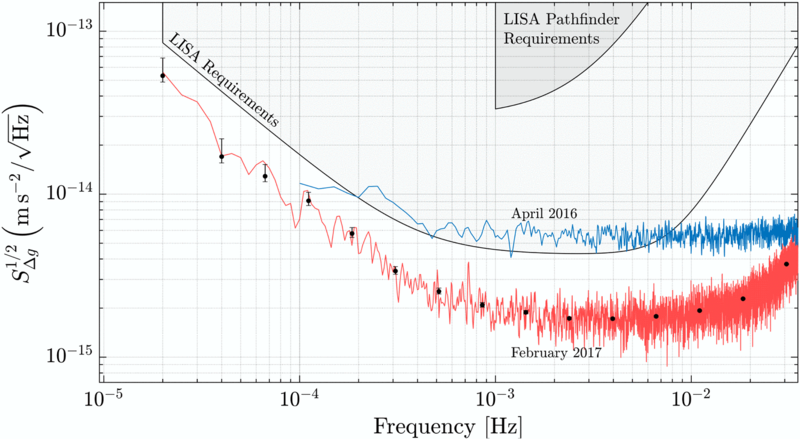 10⁻¹³
10⁻¹⁴
10⁻¹⁵
S_{Δg}^{1/2} (m s⁻²/√Hz)
LISA Requirements
LISA Pathfinder
Requirements
April 2016
February 2017
10⁻⁵
10⁻⁴
10⁻³
10⁻²
Frequency [Hz]